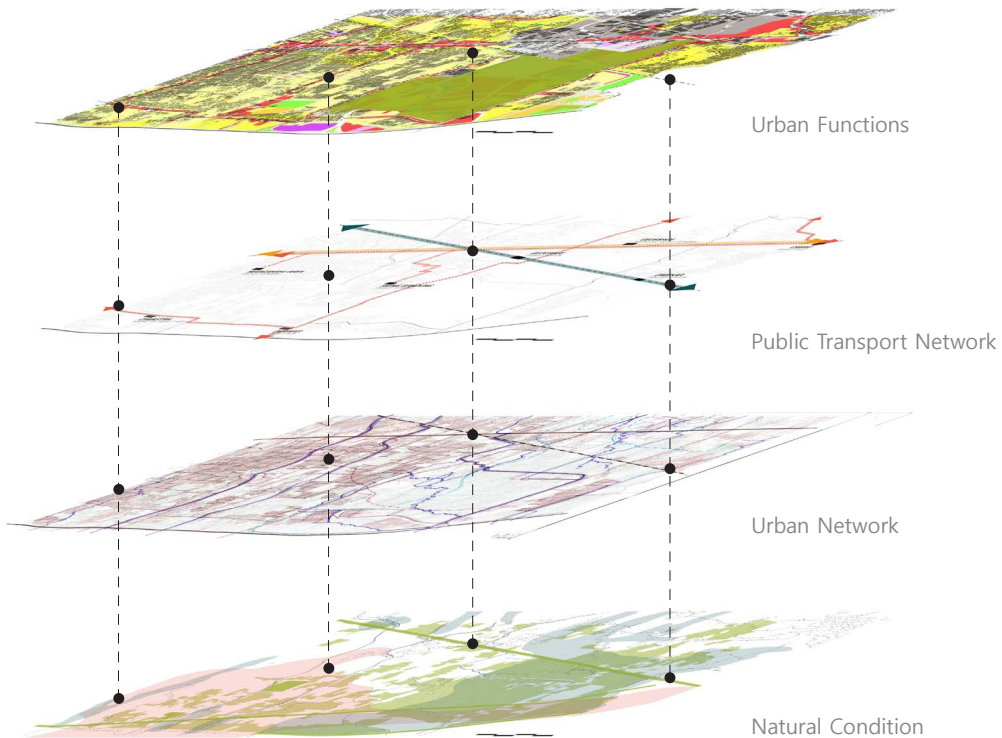 Urban Functions
Public Transport Network
Urban Network
Natural Condition